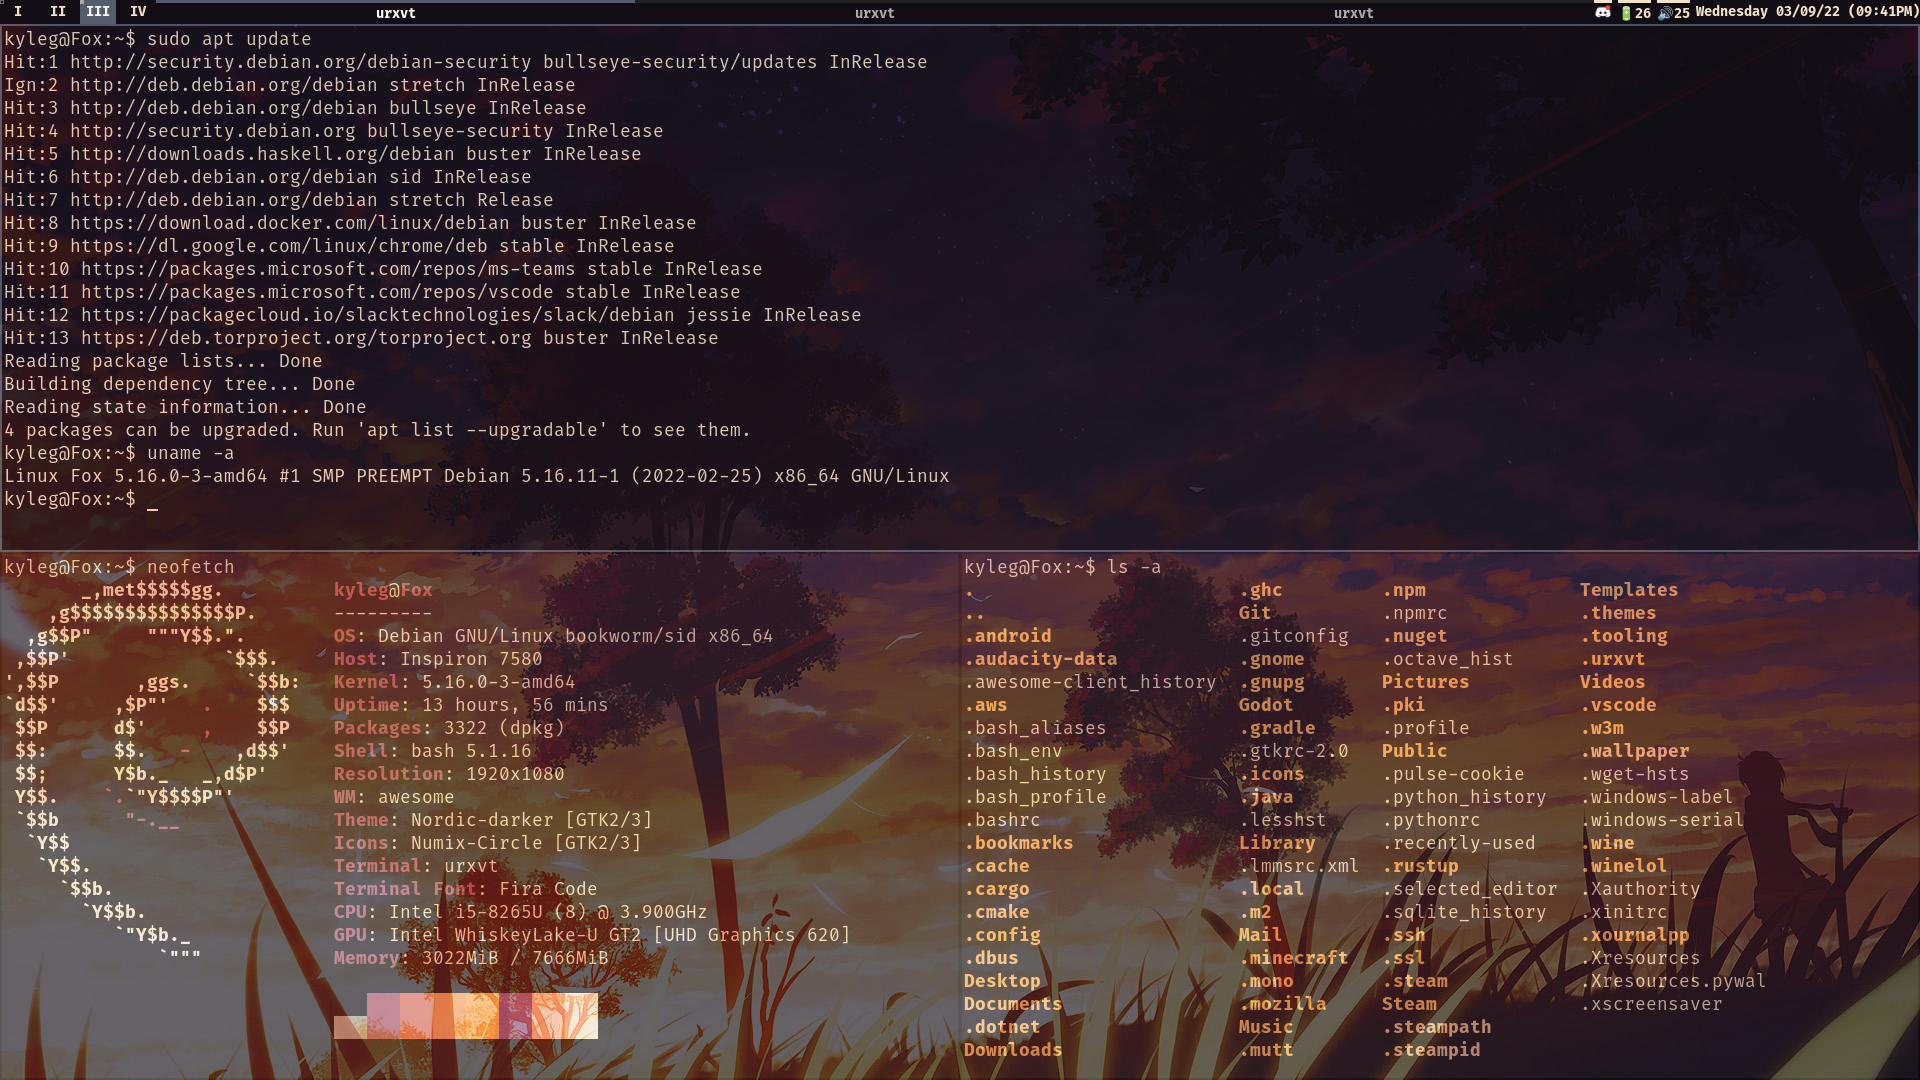 I II III IV urxvt urxvt urxvt 26 25 Wednesday 03/09/22 (09:41PM)
kyleg@Fox:~$ sudo apt update
Hit:1 http://security.debian.org/debian-security bullseye-security/updates InRelease
Ign:2 http://deb.debian.org/debian stretch InRelease
Hit:3 http://deb.debian.org/debian bullseye InRelease
Hit:4 http://security.debian.org bullseye-security InRelease
Hit:5 http://downloads.haskell.org/debian buster InRelease
Hit:6 http://deb.debian.org/debian sid InRelease
Hit:7 http://deb.debian.org/debian stretch Release
Hit:8 https://download.docker.com/linux/debian buster InRelease
Hit:9 https://dl.google.com/linux/chrome/deb stable InRelease
Hit:10 https://packages.microsoft.com/repos/ms-teams stable InRelease
Hit:11 https://packages.microsoft.com/repos/vscode stable InRelease
Hit:12 https://packagecloud.io/slacktechnologies/slack/debian jessie InRelease
Hit:13 https://deb.torproject.org/torproject.org buster InRelease
Reading package lists... Done
Building dependency tree... Done
Reading state information... Done
4 packages can be upgraded. Run 'apt list --upgradable' to see them.
kyleg@Fox:~$ uname -a
Linux Fox 5.16.0-3-amd64 #1 SMP PREEMPT Debian 5.16.11-1 (2022-02-25) x86_64 GNU/Linux
kyleg@Fox:~$ _
kyleg@Fox:~$ neofetch
       _,met$$$$$gg.
    ,g$$$$$$$$$$$$$$$P.
  ,g$$P"     """Y$$.".
 ,$$P'              `$$$.
',$$P       ,ggs.     `$$b:
`d$$'     ,$P"'   .    $$$
 $$P      d$'     ,    $$P
 $$:      $$.   -    ,d$$'
 $$;      Y$b._   _,d$P'
 Y$$.    `.`"Y$$$$P"'
 `$$b      "-.__
  `Y$$
   `Y$$.
     `$$b.
       `Y$$b.
          `"Y$b._
              `"""
kyleg@Fox
---------
OS: Debian GNU/Linux bookworm/sid x86_64
Host: Inspiron 7580
Kernel: 5.16.0-3-amd64
Uptime: 13 hours, 56 mins
Packages: 3322 (dpkg)
Shell: bash 5.1.16
Resolution: 1920x1080
WM: awesome
Theme: Nordic-darker [GTK2/3]
Icons: Numix-Circle [GTK2/3]
Terminal: urxvt
Terminal Font: Fira Code
CPU: Intel i5-8265U (8) @ 3.900GHz
GPU: Intel WhiskeyLake-U GT2 [UHD Graphics 620]
Memory: 3022MiB / 7666MiB
kyleg@Fox:~$ ls -a
. .ghc .npm Templates
.. Git .npmrc .themes
.android .gitconfig .nuget .tooling
.audacity-data .gnome .octave_hist .urxvt
.awesome-client_history .gnupg Pictures Videos
.aws Godot .pki .vscode
.bash_aliases .gradle .profile .w3m
.bash_env .gtkrc-2.0 Public .wallpaper
.bash_history .icons .pulse-cookie .wget-hsts
.bash_profile .java .python_history .windows-label
.bashrc .lesshst .pythonrc .windows-serial
.bookmarks Library .recently-used .wine
.cache .lmmsrc.xml .rustup .winelol
.cargo .local .selected_editor .Xauthority
.cmake .m2 .sqlite_history .xinitrc
.config Mail .ssh .xournalpp
.dbus .minecraft .ssl .Xresources
Desktop .mono .steam .Xresources.pywal
Documents .mozilla Steam .xscreensaver
.dotnet Music .steampath
Downloads .mutt .steampid